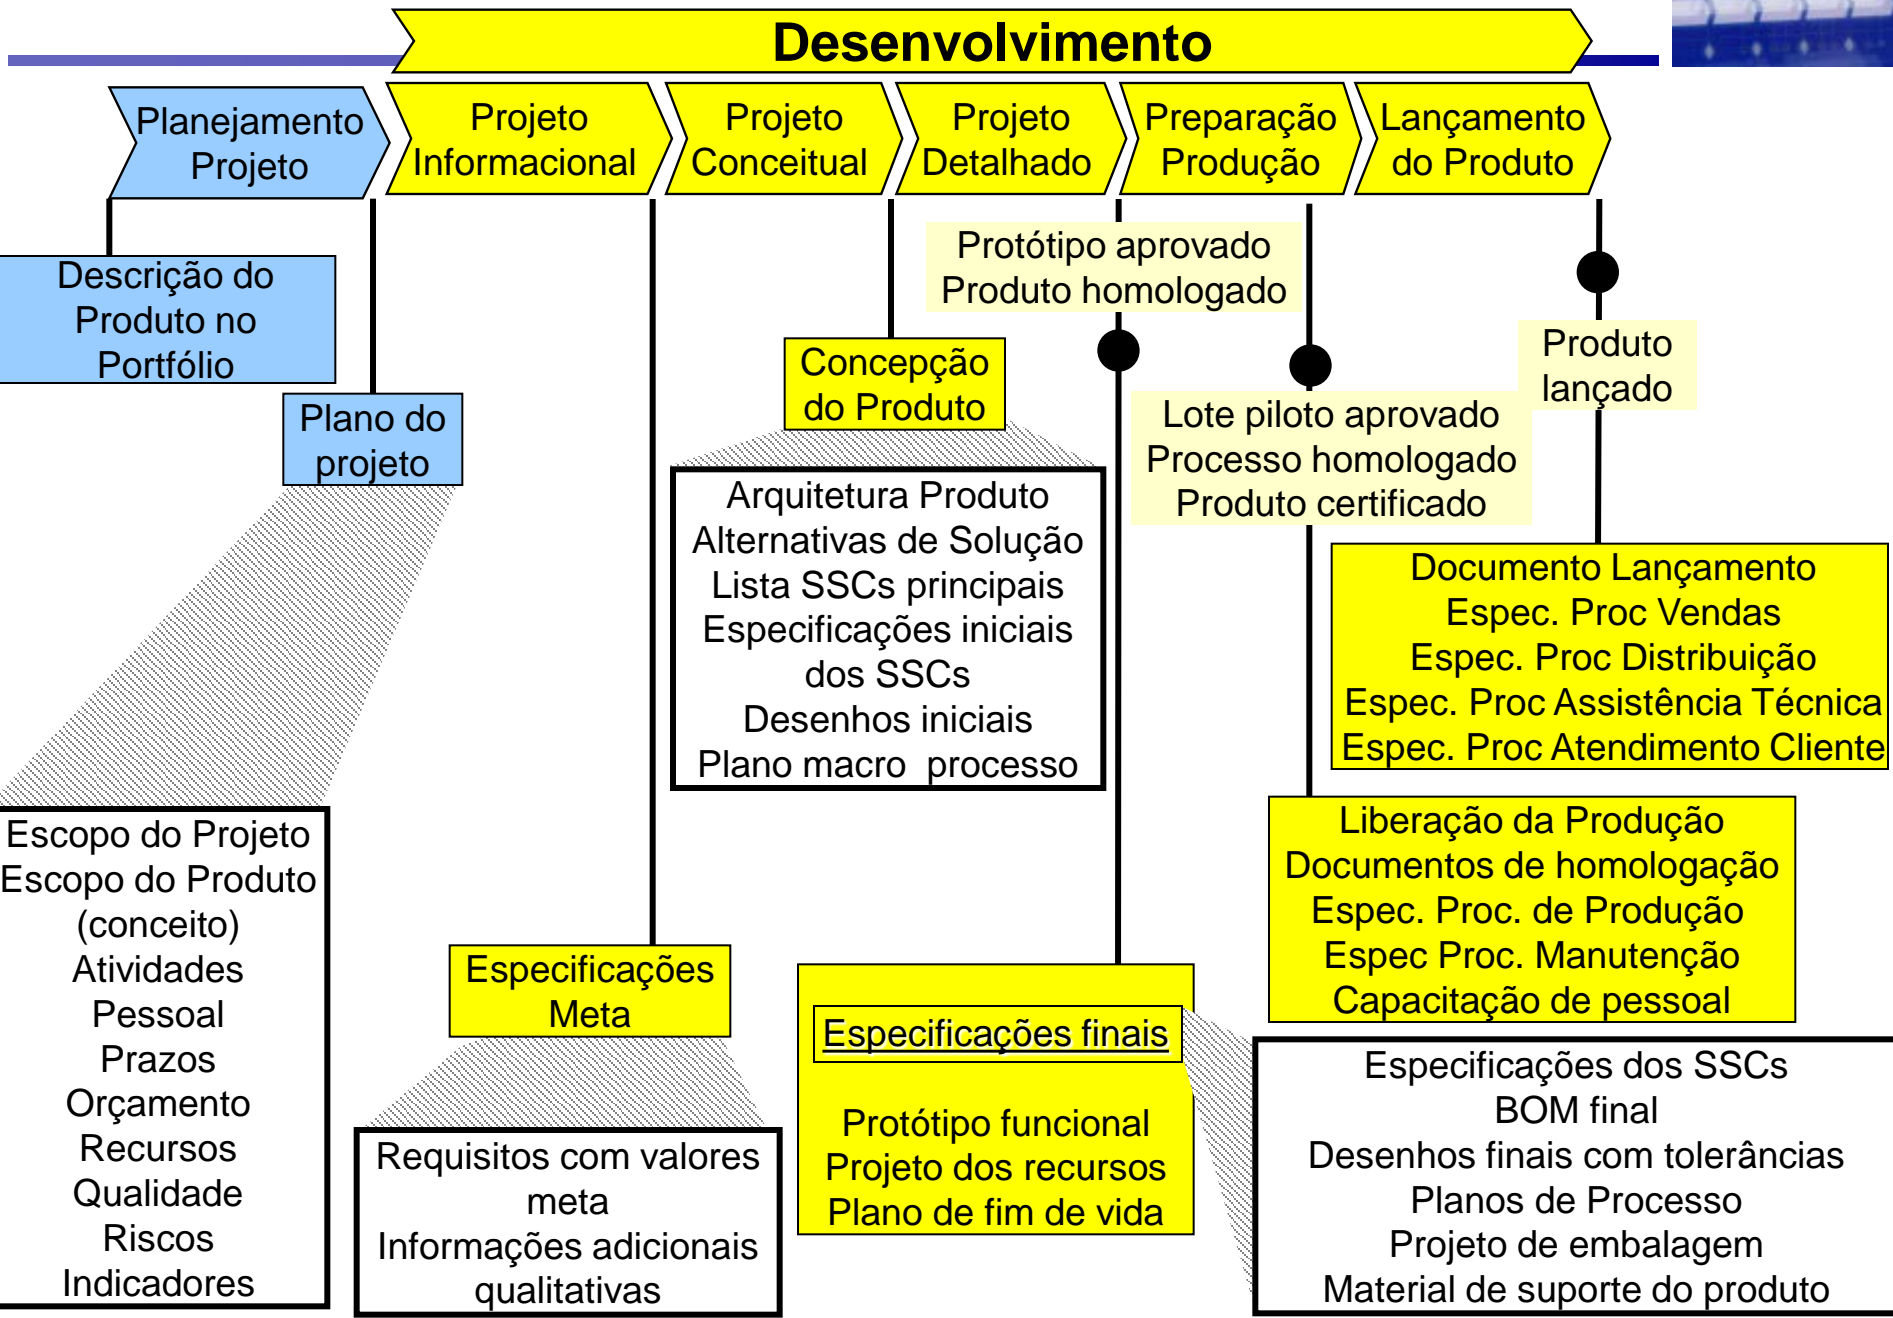 Desenvolvimento
Planejamento
Projeto
Projeto
Informacional
Projeto
Conceitual
Projeto
Detalhado
Preparação
Produção
Lançamento
do Produto
Descrição do
Produto no
Portfólio
Plano do
projeto
Protótipo aprovado
Produto homologado
Concepção
do Produto
Produto
lançado
Lote piloto aprovado
Processo homologado
Produto certificado
Arquitetura Produto
Alternativas de Solução
Lista SSCs principais
Especificações iniciais
dos SSCs
Desenhos iniciais
Plano macro  processo
Documento Lançamento
Espec. Proc Vendas
Espec. Proc Distribuição
Espec. Proc Assistência Técnica
Espec. Proc Atendimento Cliente
Liberação da Produção
Documentos de homologação
Espec. Proc. de Produção
Espec Proc. Manutenção
Capacitação de pessoal
Escopo do Projeto
Escopo do Produto
(conceito)
Atividades
Pessoal
Prazos
Orçamento
Recursos
Qualidade
Riscos
Indicadores
Especificações
Meta
Requisitos com valores
meta
Informações adicionais
qualitativas
Especificações finais
Protótipo funcional
Projeto dos recursos
Plano de fim de vida
Especificações dos SSCs
BOM final
Desenhos finais com tolerâncias
Planos de Processo
Projeto de embalagem
Material de suporte do produto